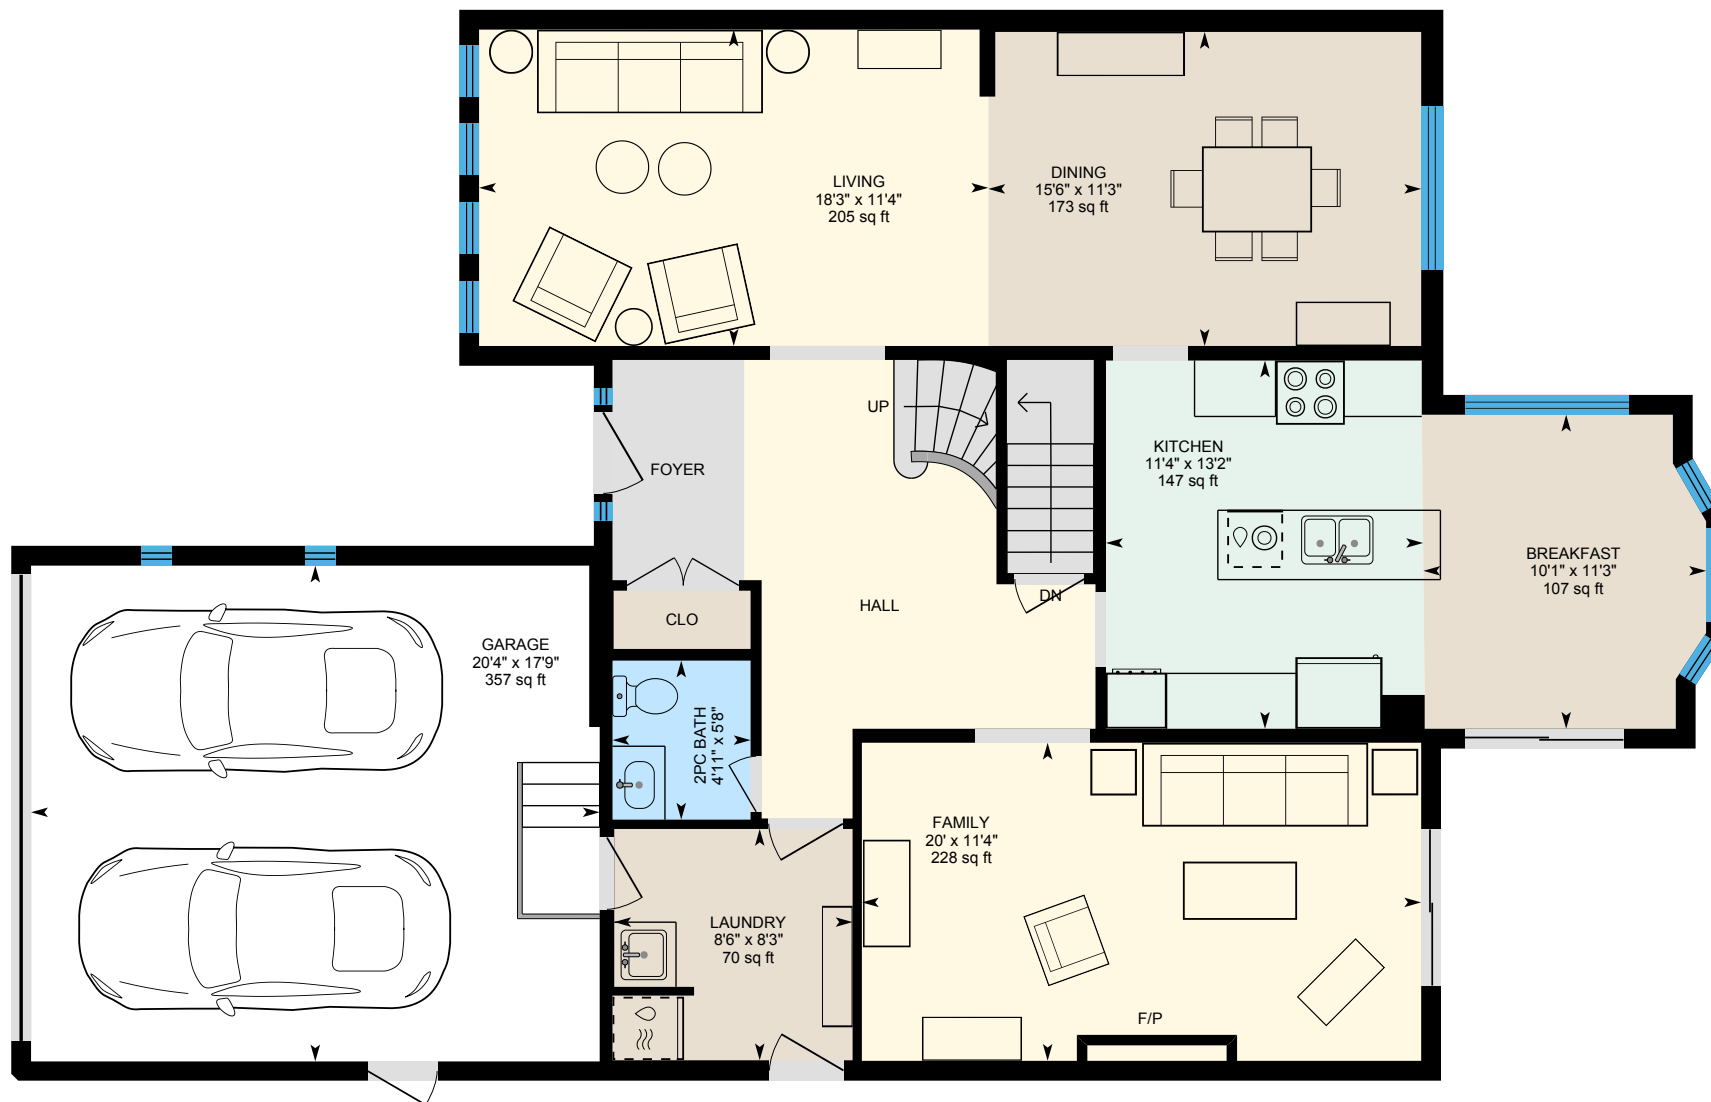 LIVING
18'3" x 11'4"
205 sq ft
DINING
15'6" x 11'3"
173 sq ft
UP
FOYER
KITCHEN
11'4" x 13'2"
147 sq ft
BREAKFAST
10'1" x 11'3"
107 sq ft
DN
HALL
CLO
GARAGE
20'4" x 17'9"
357 sq ft
2PC BATH
4'11" x 5'8"
FAMILY
20' x 11'4"
228 sq ft
LAUNDRY
8'6" x 8'3"
70 sq ft
F/P